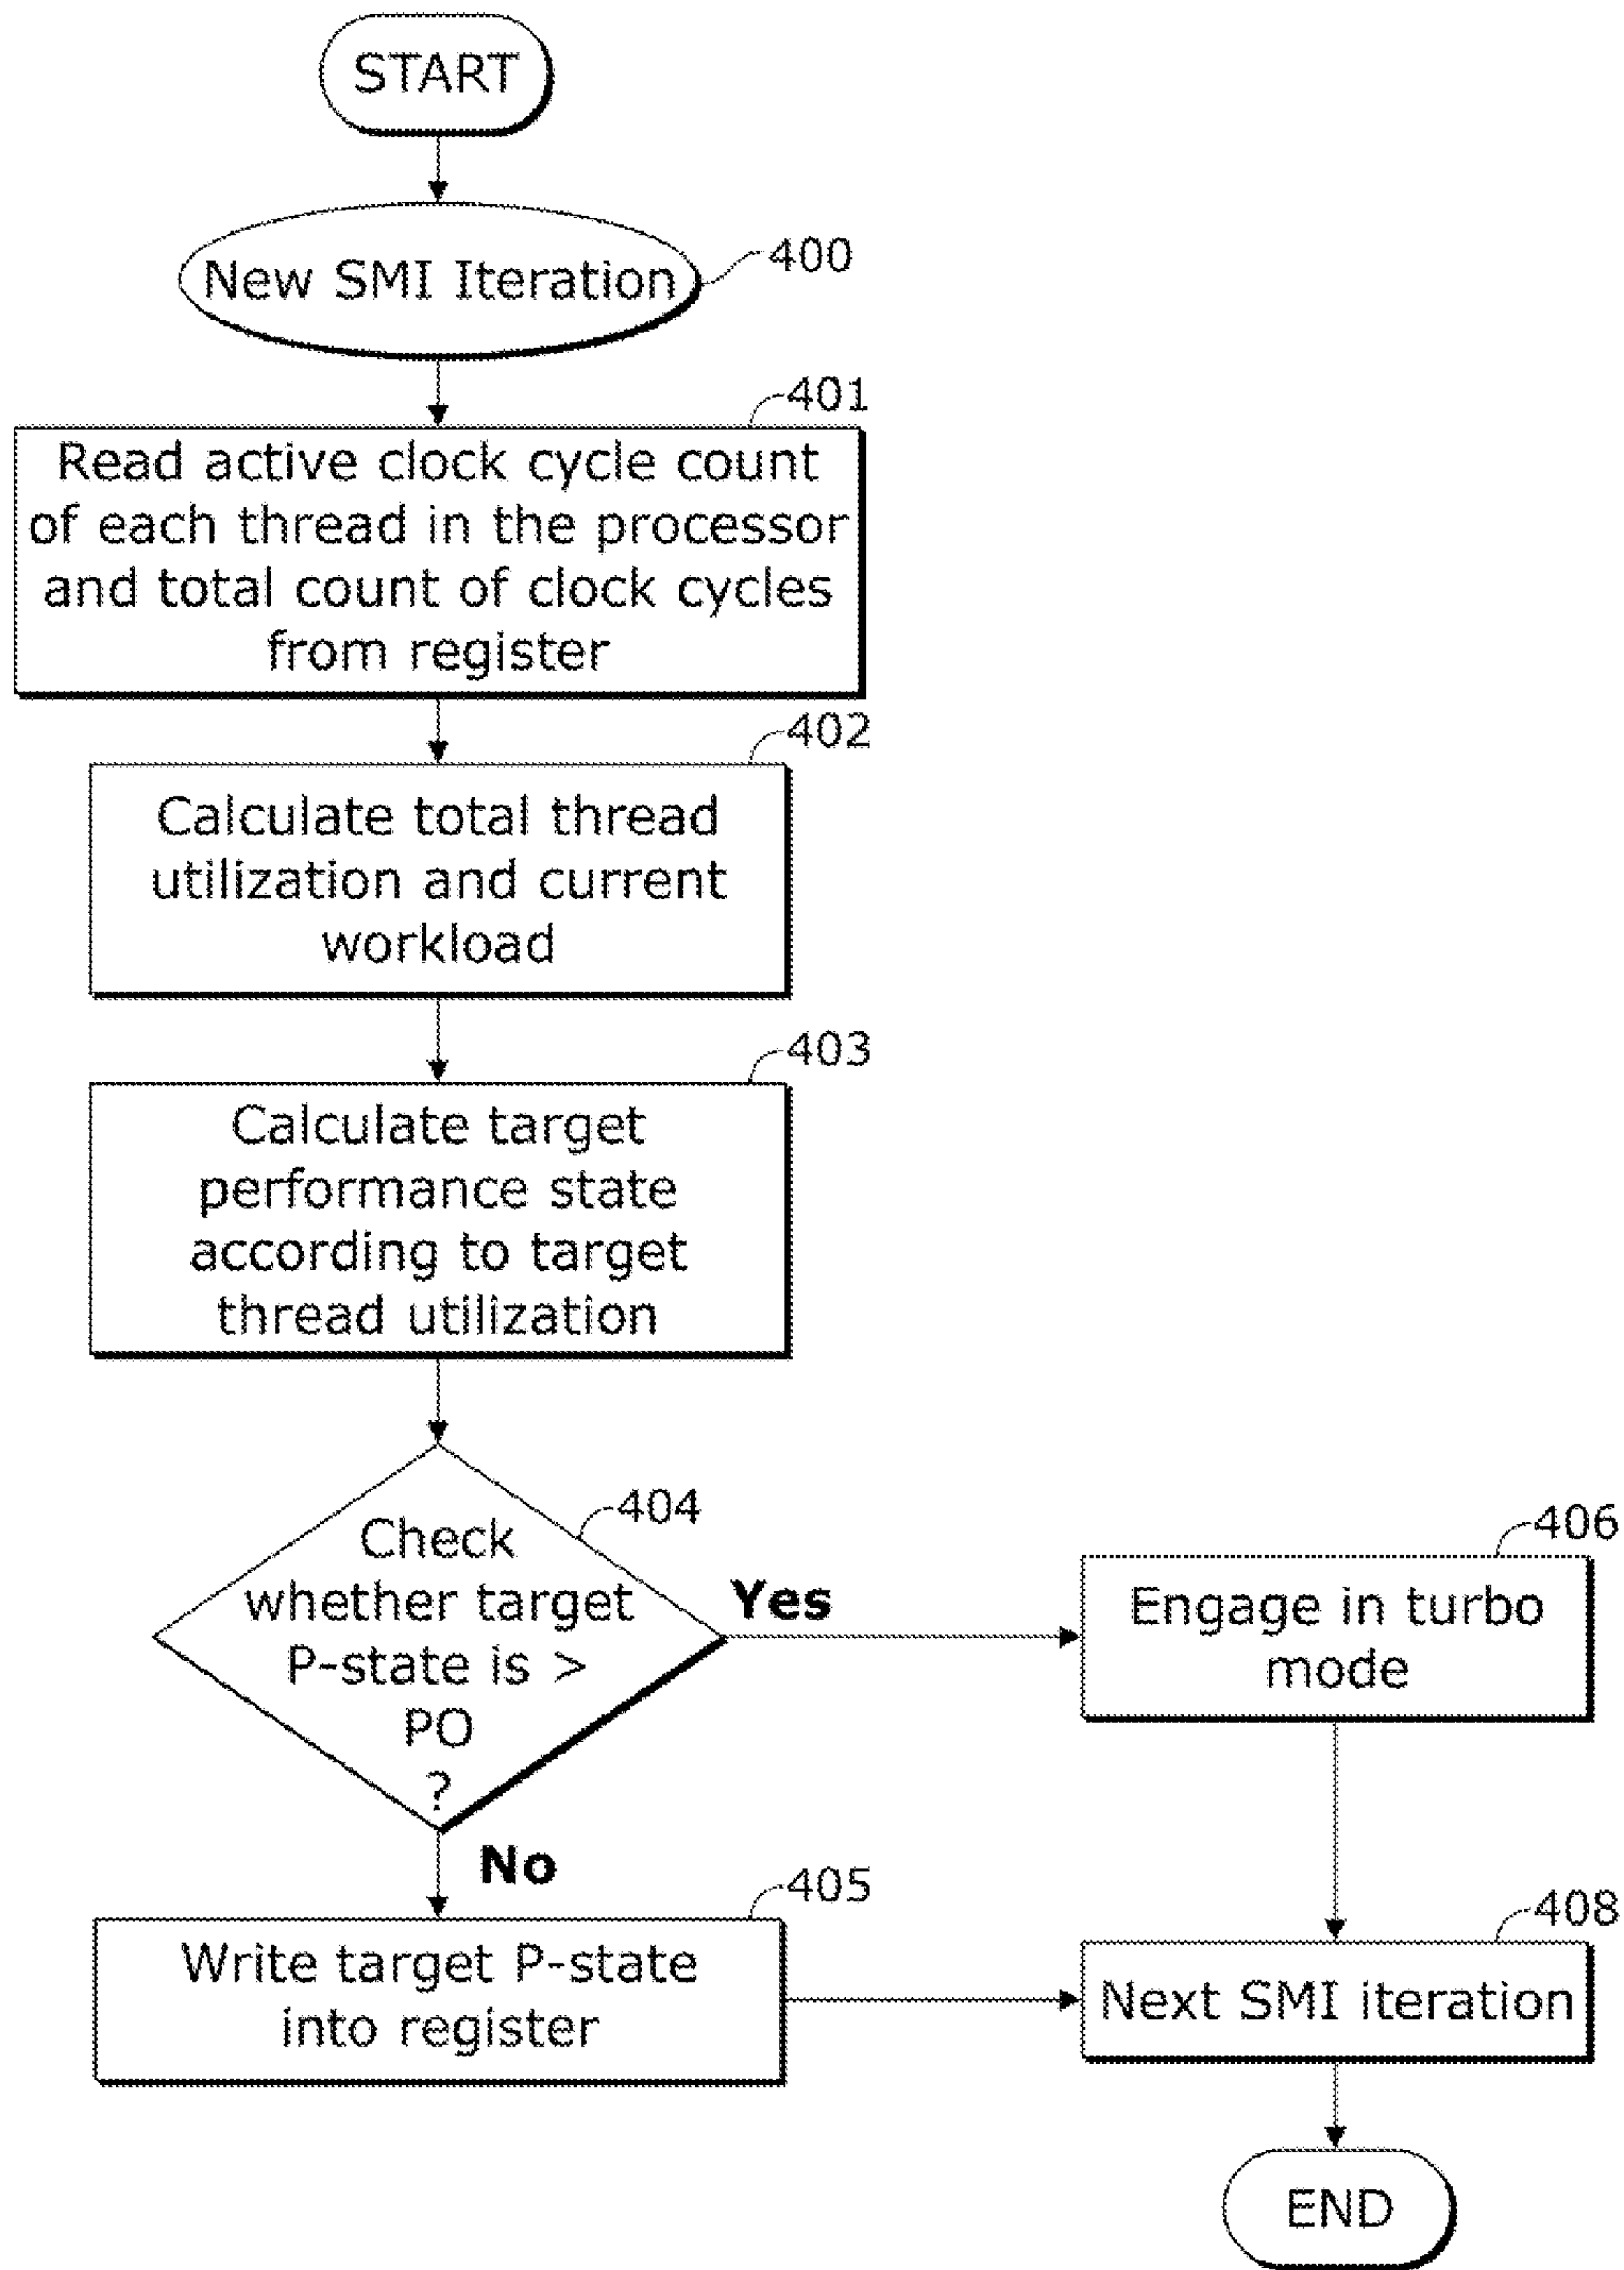 START
New SMI Iteration
400
401
Read active clock cycle count
of each thread in the processor
and total count of clock cycles
from register
402
Calculate total thread
utilization and current
workload
403
Calculate target
performance state
according to target
thread utilization
404
Check
whether target
P-state is >
PO
?
Yes
406
Engage in turbo
mode
No
405
Write target P-state
into register
408
Next SMI iteration
END